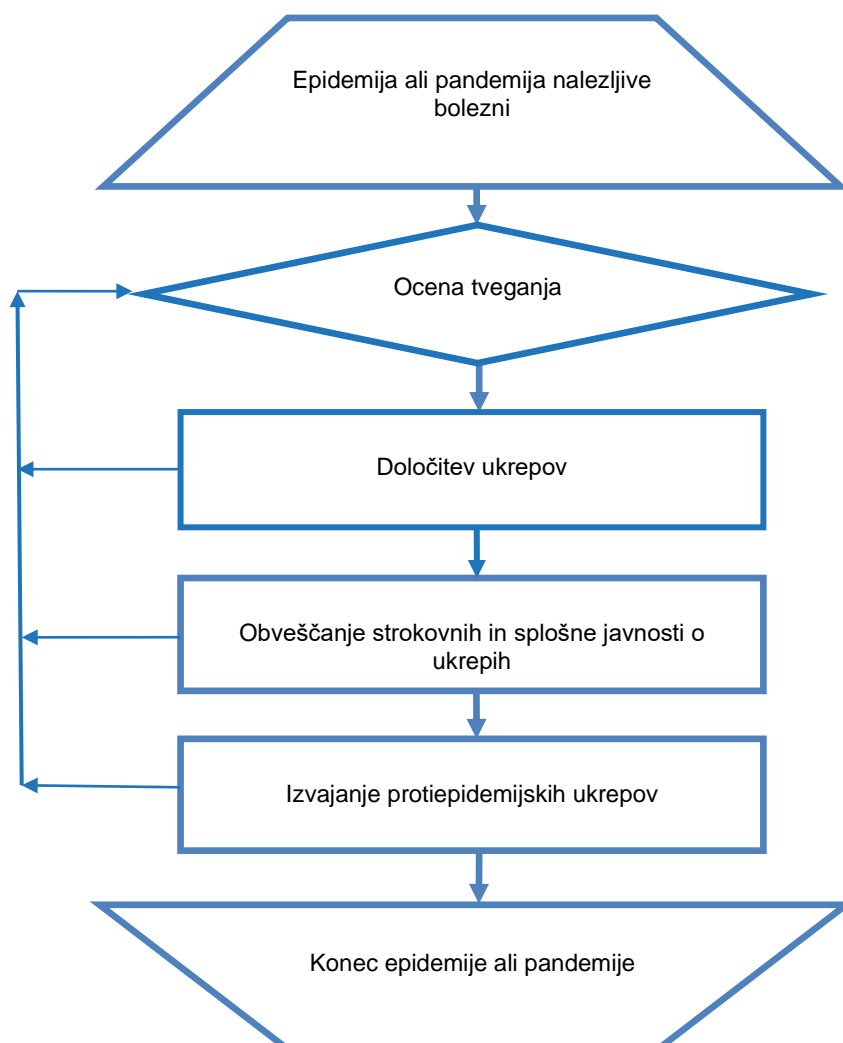 Epidemija ali pandemija nalezljive
bolezni
Ocena tveganja
Določitev ukrepov
Obveščanje strokovnih in splošne javnosti o
ukrepih
Izvajanje protiepidemijskih ukrepov
Konec epidemije ali pandemije